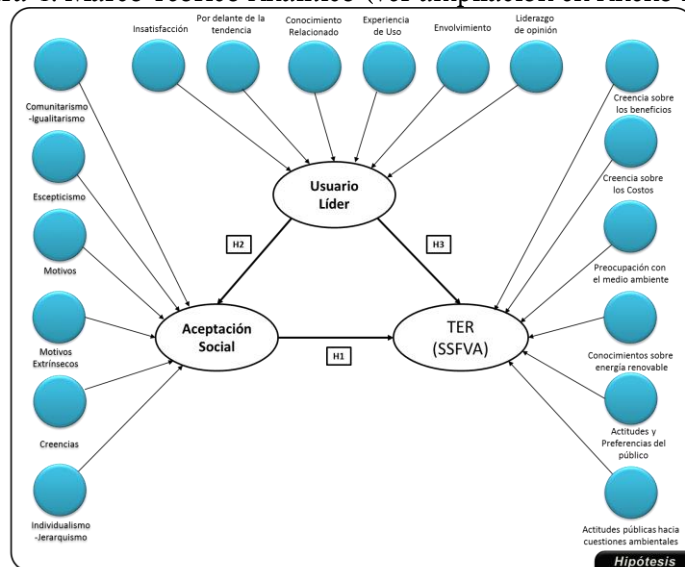 Insatisfacción
Por delante de la
tendencia
Conocimiento
Relacionado
Experiencia
de Uso
Envolvimiento
Liderazgo
de opinión
Comunitarismo
-Igualitarismo
Escepticismo
Motivos
Motivos
Extrínsecos
Creencias
Individualismo
-Jerarquismo
Usuario
Líder
H2
H3
Aceptación
Social
H1
TER
(SSFVA)
Creencia sobre
los beneficios
Creencia sobre
los Costos
Preocupación con
el medio ambiente
Conocimientos sobre
energía renovable
Actitudes y
Preferencias del
público
Actitudes públicas hacia
cuestiones ambientales
Hipótesis